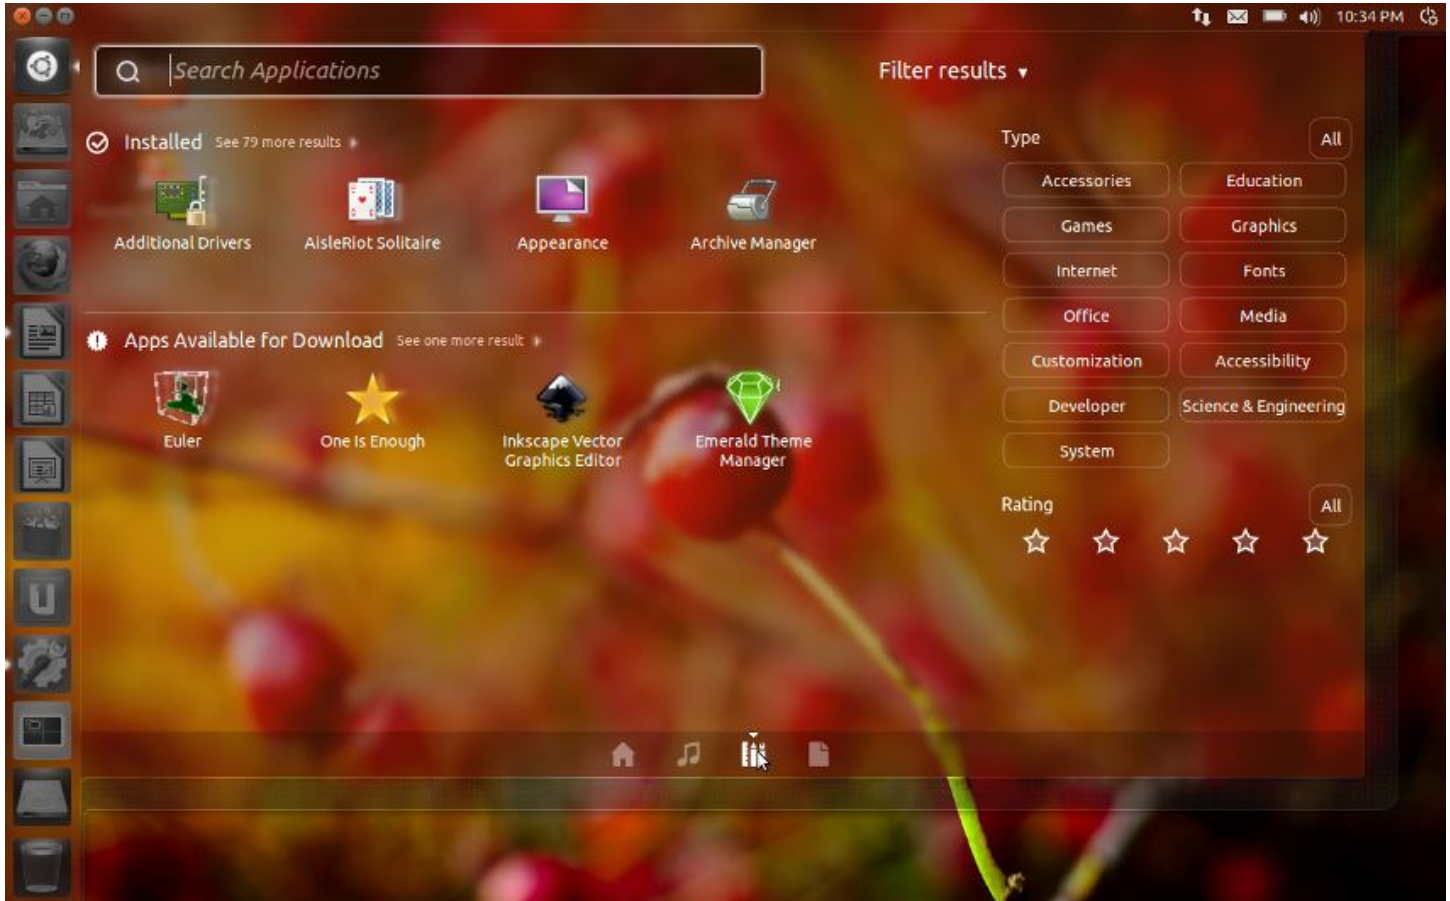 10:34 PM
Search Applications
Filter results ▾
Installed See 79 more results
Additional Drivers
AisleRiot Solitaire
Appearance
Archive Manager
Apps Available for Download See one more result
Euler
One Is Enough
Inkscape Vector
Graphics Editor
Emerald Theme
Manager
Type
All
Accessories
Education
Games
Graphics
Internet
Fonts
Office
Media
Customization
Accessibility
Developer
Science & Engineering
System
Rating
All
U